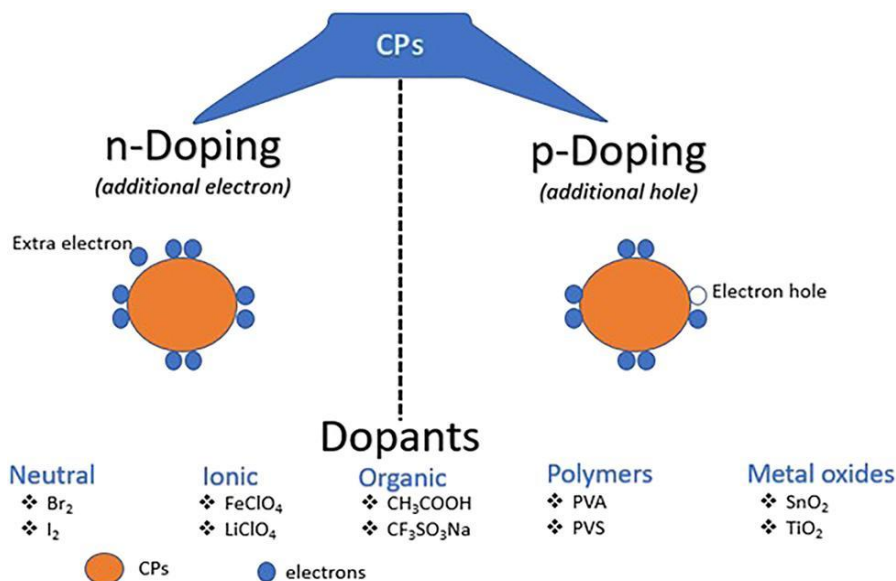 CPs
n-Doping
(additional electron)
p-Doping
(additional hole)
Extra electron
Electron hole
Dopants
Neutral
❖ Br₂
❖ I₂
Ionic
❖ FeClO₄
❖ LiClO₄
Organic
❖ CH₃COOH
❖ CF₃SO₃Na
Polymers
❖ PVA
❖ PVS
Metal oxides
❖ SnO₂
❖ TiO₂
CPs
electrons